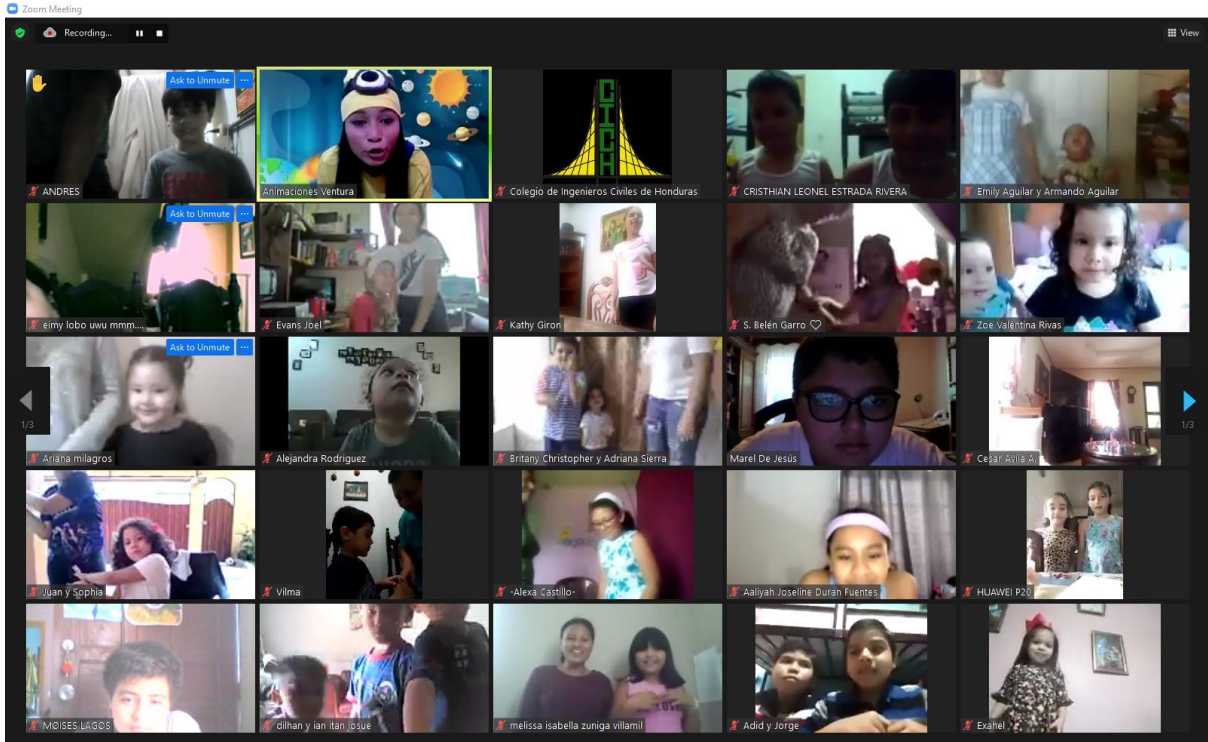 Zoom Meeting
Recording...
View
Ask to Unmute
ANDRES
Animaciones Ventura
CICH
Colegio de Ingenieros Civiles de Honduras
CRISTHIAN LEONEL ESTRADA RIVERA
Emily Aguilar y Armando Aguilar
Ask to Unmute
eimy lobo uwu mmm....
Evans Joel
Kathy Giron
S. Belén Garro ♡
Zoe Valentina Rivas
Ask to Unmute
1/3
1/3
Ariana milagros
Alejandra Rodriguez
Britany Christopher y Adriana Sierra
Marel De Jesús
Cesar Avila A.
Juan y Sophia
Vilma
-Alexa Castillo-
Aaliyah Joseline Duran Fuentes
HUAWEI P20
MOISES LAGOS
dilhan y ian itan josue
melissa isabella zuniga villamil
Adid y Jorge
Exahel